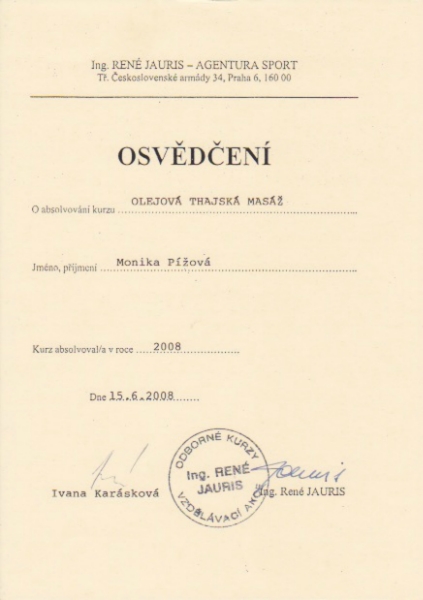 Ing. RENÉ JAURIS – AGENTURA SPORT
Tř. Československé armády 34, Praha 6, 160 00
OSVĚDČENÍ
O absolvování kurzu OLEJOVÁ THAJSKÁ MASÁŽ
Jméno, příjmení Monika Pížová
Kurz absolvoval/a v roce 2008
Dne 15.6.2008
ODBORNÉ KURZY
Ing. RENÉ
JAURIS
VZDĚLÁVACÍ
Ivana Karásková
Ing. René JAURIS